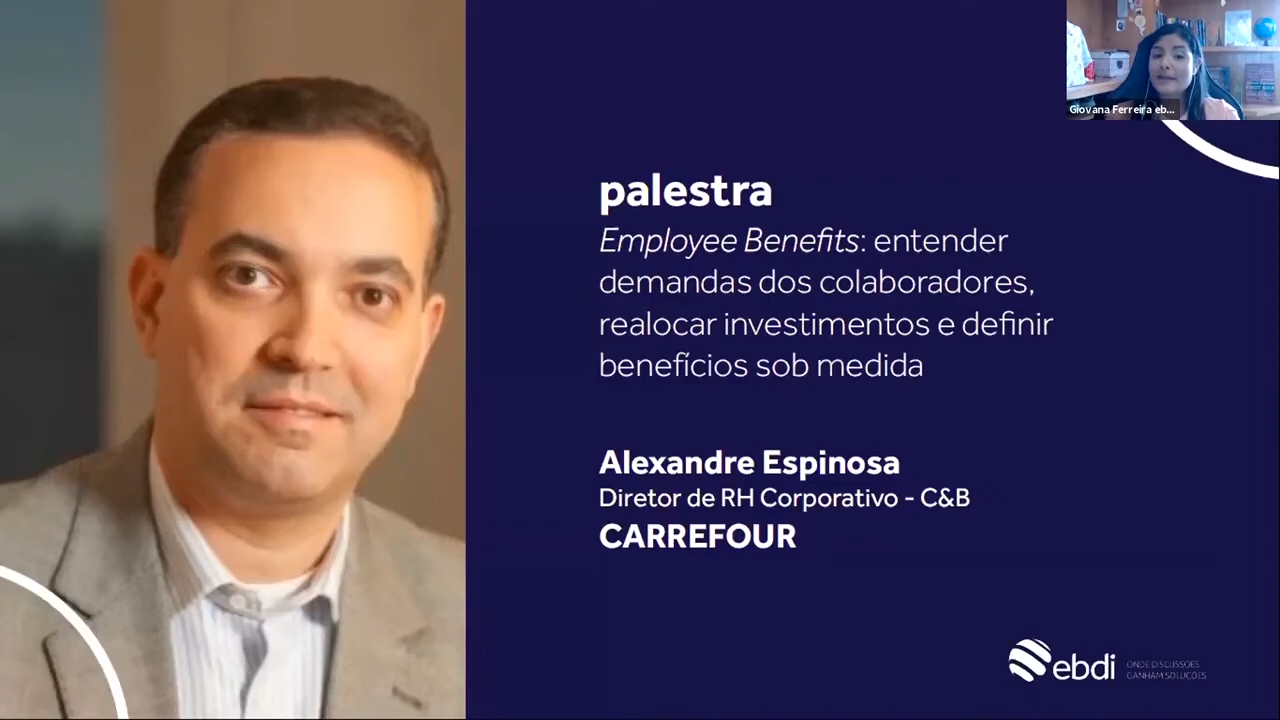 Giovana Ferreira eb...
palestra
Employee Benefits: entender
demandas dos colaboradores,
realocar investimentos e definir
benefícios sob medida
Alexandre Espinosa
Diretor de RH Corporativo - C&B
CARREFOUR
ebdi
ONDE DISCUSSÕES
GANHAM SOLUÇÕES